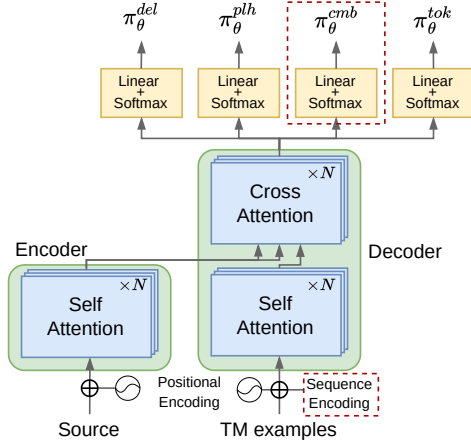 π_θ^del π_θ^plh π_θ^cmb π_θ^tok
Linear + Softmax
Linear + Softmax
Linear + Softmax
Linear + Softmax
×N
Cross Attention
Encoder
Decoder
×N
Self Attention
×N
Self Attention
Positional Encoding
Sequence Encoding
Source
TM examples